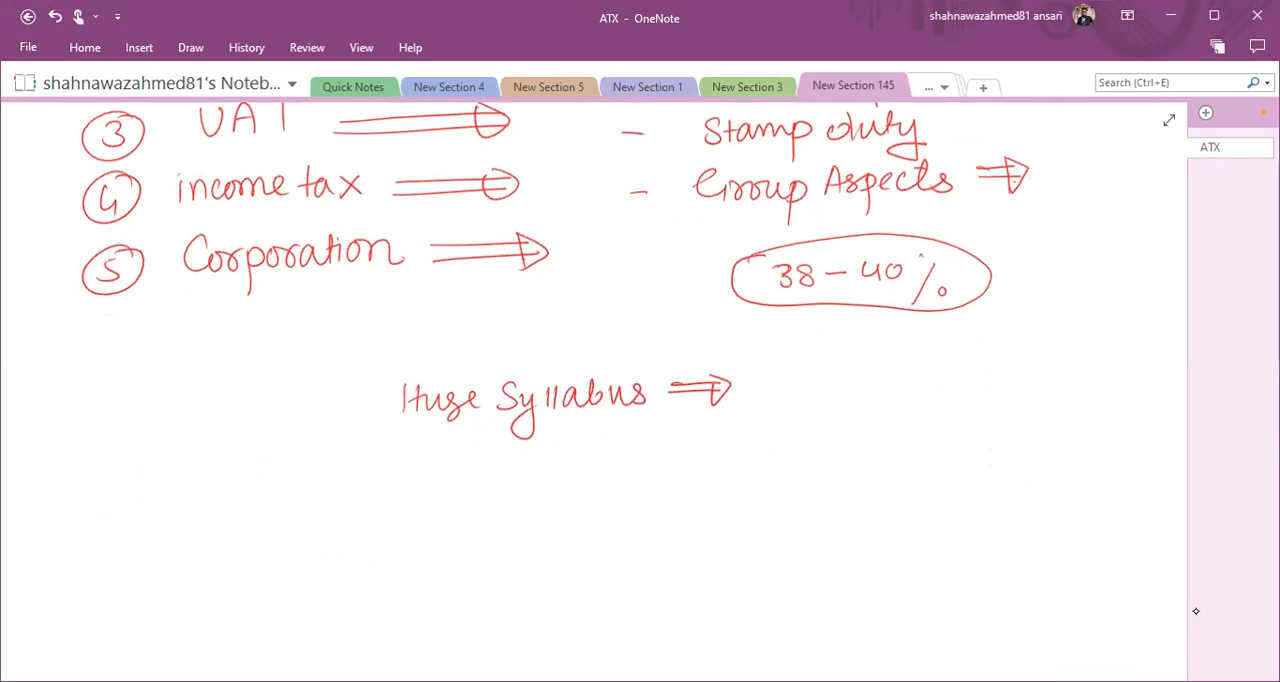 ATX - OneNote
shahnawazahmed81 ansari
File Home Insert Draw History Review View Help
shahnawazahmed81's Noteb... Quick Notes New Section 4 New Section 5 New Section 1 New Section 3 New Section 145 ... Search (Ctrl+E)
ATX
3 VAT - Stamp duty
4 income tax - Group Aspects
5 Corporation
38-40%
Huge Syllabus